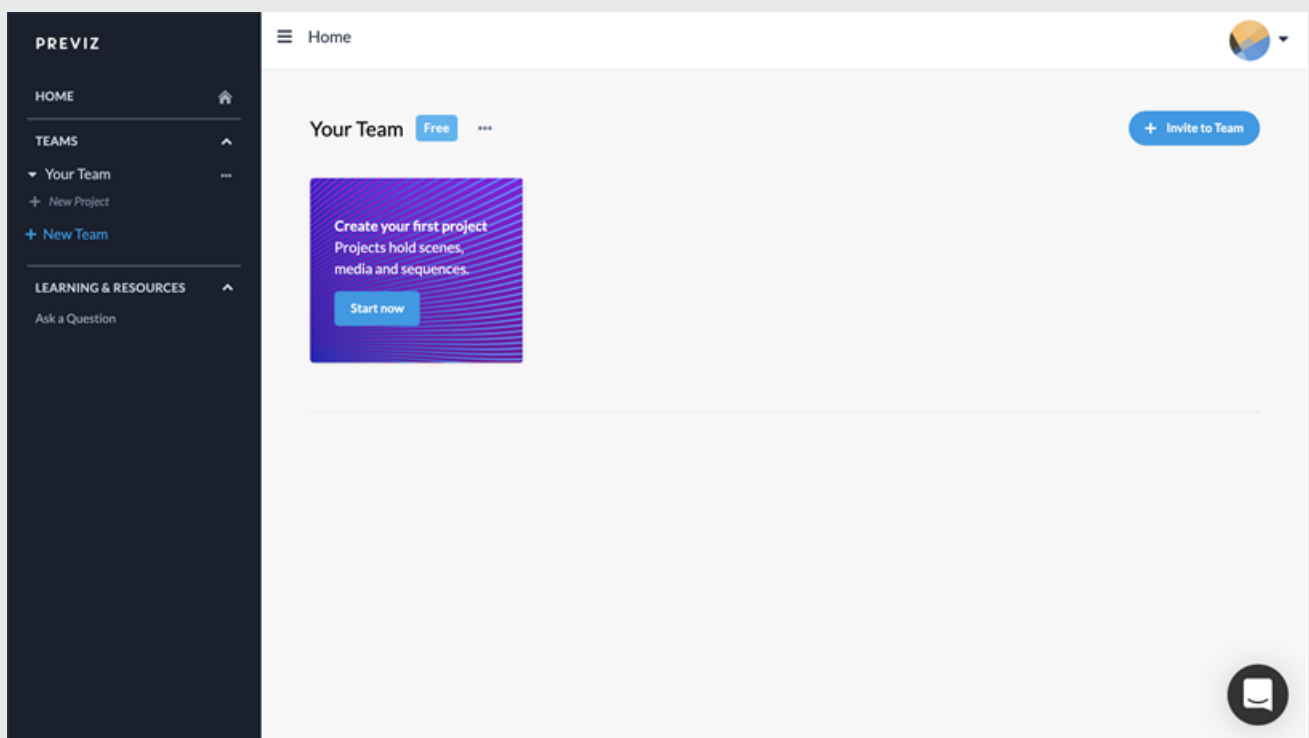 PREVIZ
Home
HOME
TEAMS
Your Team
+ New Project
+ New Team
LEARNING & RESOURCES
Ask a Question
Your Team Free ...
+ Invite to Team
Create your first project
Projects hold scenes,
media and sequences.
Start now